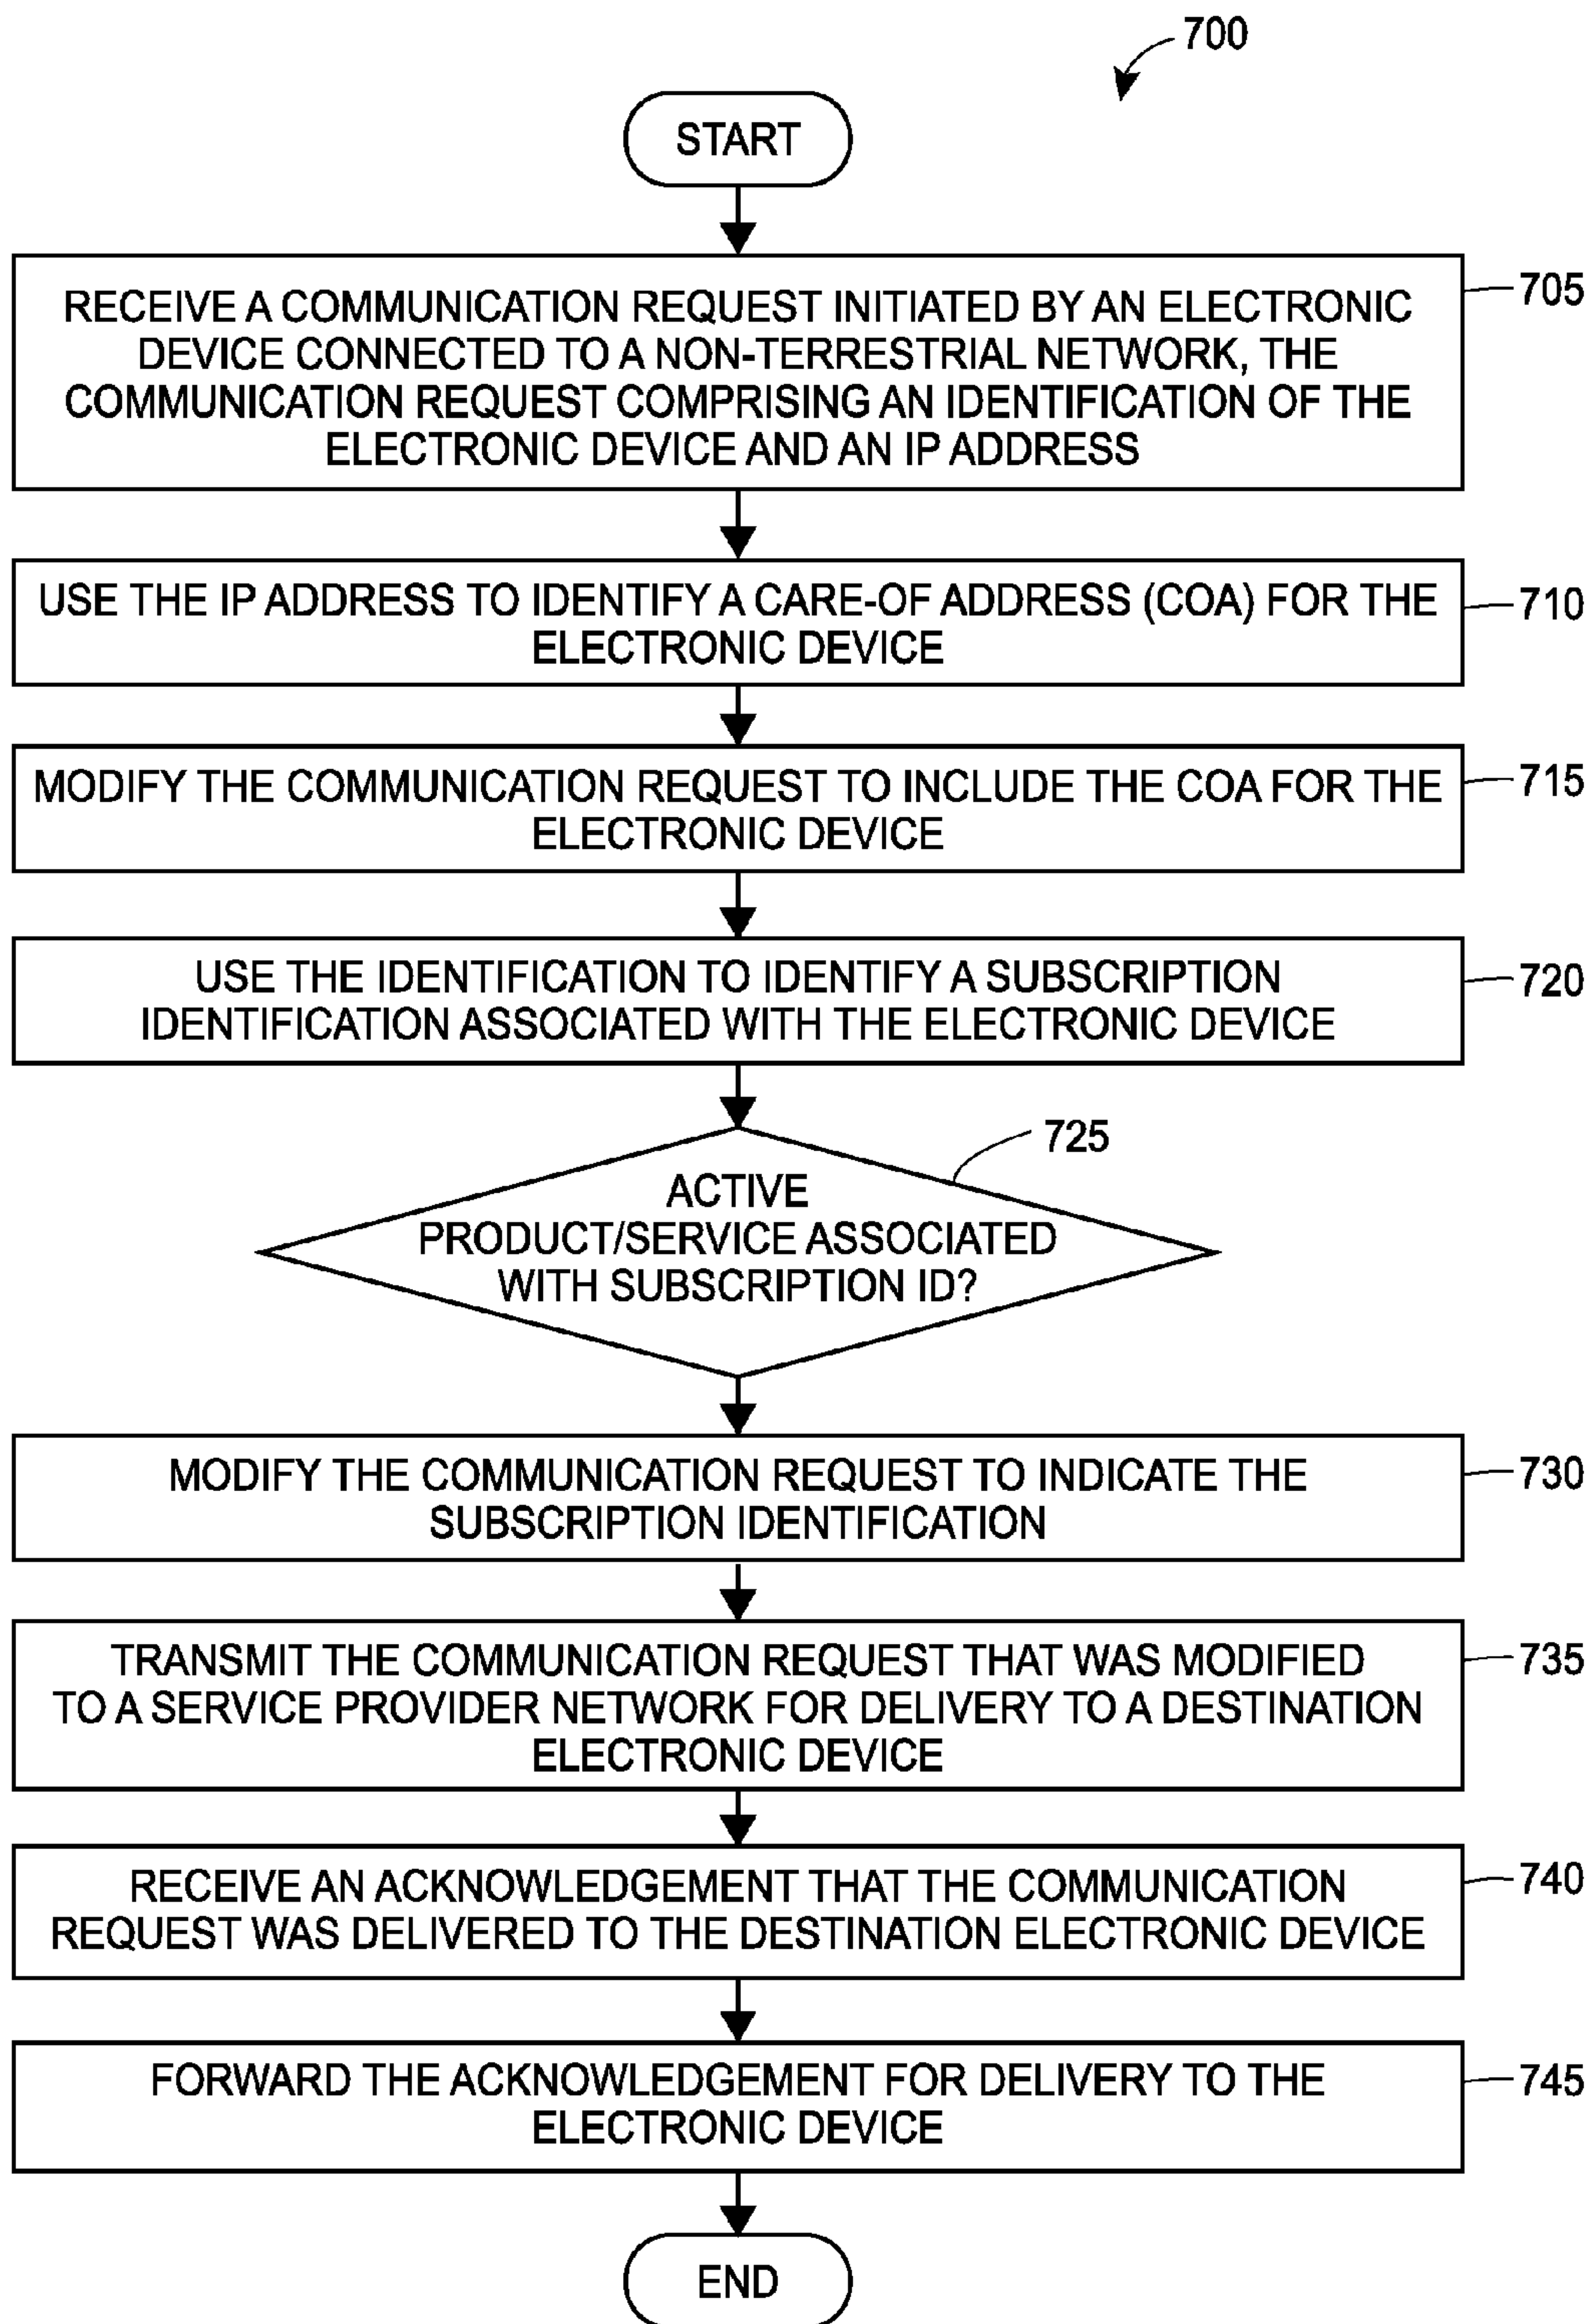 700
START
RECEIVE A COMMUNICATION REQUEST INITIATED BY AN ELECTRONIC
DEVICE CONNECTED TO A NON-TERRESTRIAL NETWORK, THE
COMMUNICATION REQUEST COMPRISING AN IDENTIFICATION OF THE
ELECTRONIC DEVICE AND AN IP ADDRESS
705
USE THE IP ADDRESS TO IDENTIFY A CARE-OF ADDRESS (COA) FOR THE
ELECTRONIC DEVICE
710
MODIFY THE COMMUNICATION REQUEST TO INCLUDE THE COA FOR THE
ELECTRONIC DEVICE
715
USE THE IDENTIFICATION TO IDENTIFY A SUBSCRIPTION
IDENTIFICATION ASSOCIATED WITH THE ELECTRONIC DEVICE
720
725
ACTIVE
PRODUCT/SERVICE ASSOCIATED
WITH SUBSCRIPTION ID?
MODIFY THE COMMUNICATION REQUEST TO INDICATE THE
SUBSCRIPTION IDENTIFICATION
730
TRANSMIT THE COMMUNICATION REQUEST THAT WAS MODIFIED
TO A SERVICE PROVIDER NETWORK FOR DELIVERY TO A DESTINATION
ELECTRONIC DEVICE
735
RECEIVE AN ACKNOWLEDGEMENT THAT THE COMMUNICATION
REQUEST WAS DELIVERED TO THE DESTINATION ELECTRONIC DEVICE
740
FORWARD THE ACKNOWLEDGEMENT FOR DELIVERY TO THE
ELECTRONIC DEVICE
745
END